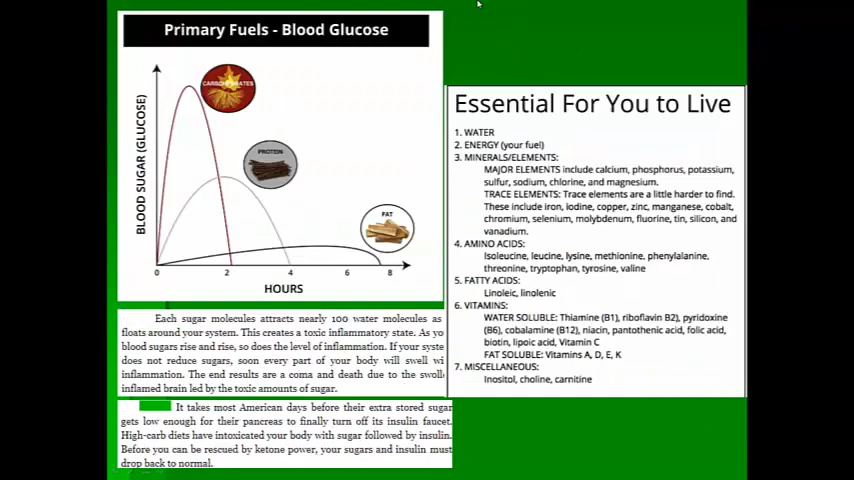 Primary Fuels - Blood Glucose
CARBOHYDRATES
PROTEIN
FAT
BLOOD SUGAR (GLUCOSE)
0 2 4 6 8
HOURS
Each sugar molecules attracts nearly 100 water molecules as
floats around your system. This creates a toxic inflammatory state. As yo
blood sugars rise and rise, so does the level of inflammation. If your syste
does not reduce sugars, soon every part of your body will swell wi
inflammation. The end results are a coma and death due to the swoll
inflamed brain led by the toxic amounts of sugar.
It takes most American days before their extra stored sugar
gets low enough for their pancreas to finally turn off its insulin faucet.
High-carb diets have intoxicated your body with sugar followed by insulin.
Before you can be rescued by ketone power, your sugars and insulin must
drop back to normal.
Essential For You to Live
1. WATER
2. ENERGY (your fuel)
3. MINERALS/ELEMENTS:
MAJOR ELEMENTS include calcium, phosphorus, potassium,
sulfur, sodium, chlorine, and magnesium.
TRACE ELEMENTS: Trace elements are a little harder to find.
These include iron, iodine, copper, zinc, manganese, cobalt,
chromium, selenium, molybdenum, fluorine, tin, silicon, and
vanadium.
4. AMINO ACIDS:
Isoleucine, leucine, lysine, methionine, phenylalanine,
threonine, tryptophan, tyrosine, valine
5. FATTY ACIDS:
Linoleic, linolenic
6. VITAMINS:
WATER SOLUBLE: Thiamine (B1), riboflavin B2), pyridoxine
(B6), cobalamine (B12), niacin, pantothenic acid, folic acid,
biotin, lipoic acid, Vitamin C
FAT SOLUBLE: Vitamins A, D, E, K
7. MISCELLANEOUS:
Inositol, choline, carnitine